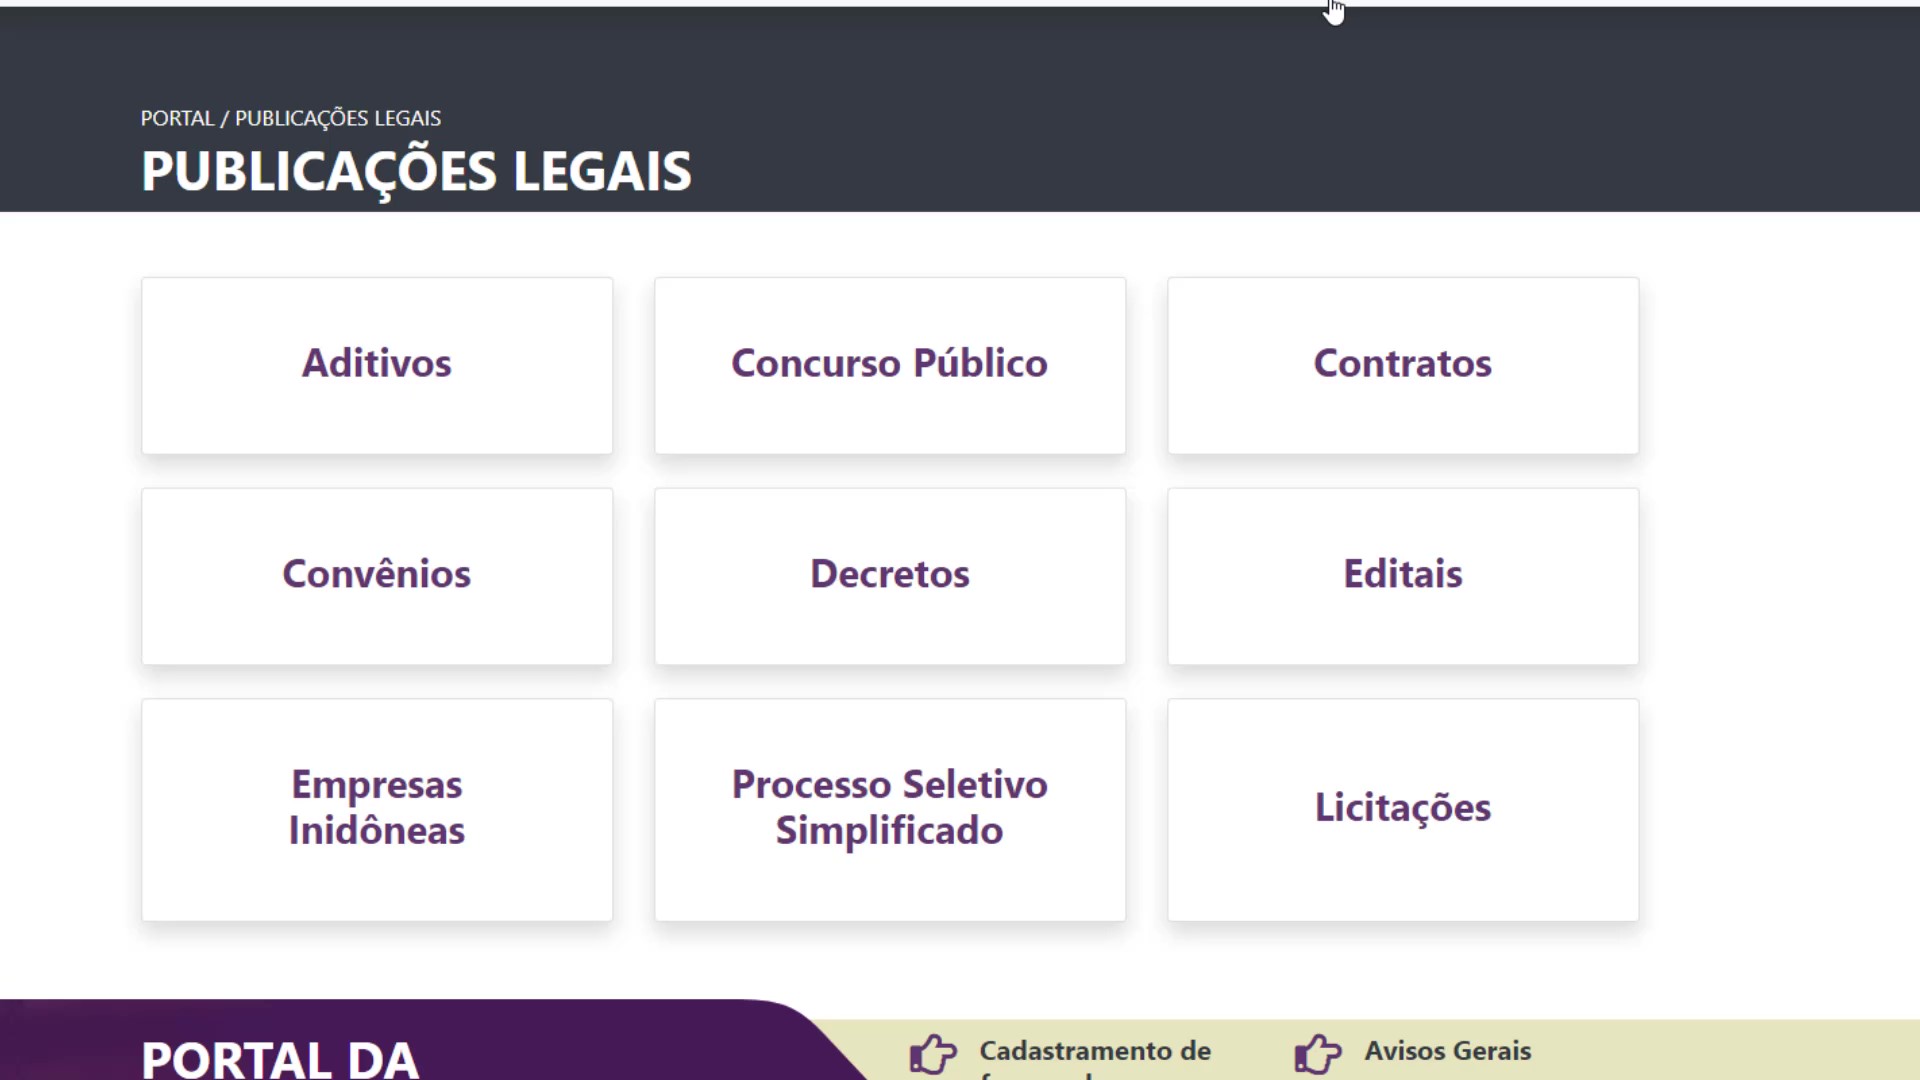 PORTAL / PUBLICAÇÕES LEGAIS
PUBLICAÇÕES LEGAIS
Aditivos
Concurso Público
Contratos
Convênios
Decretos
Editais
Empresas
Inidôneas
Processo Seletivo
Simplificado
Licitações
PORTAL DA
Cadastramento de
Avisos Gerais